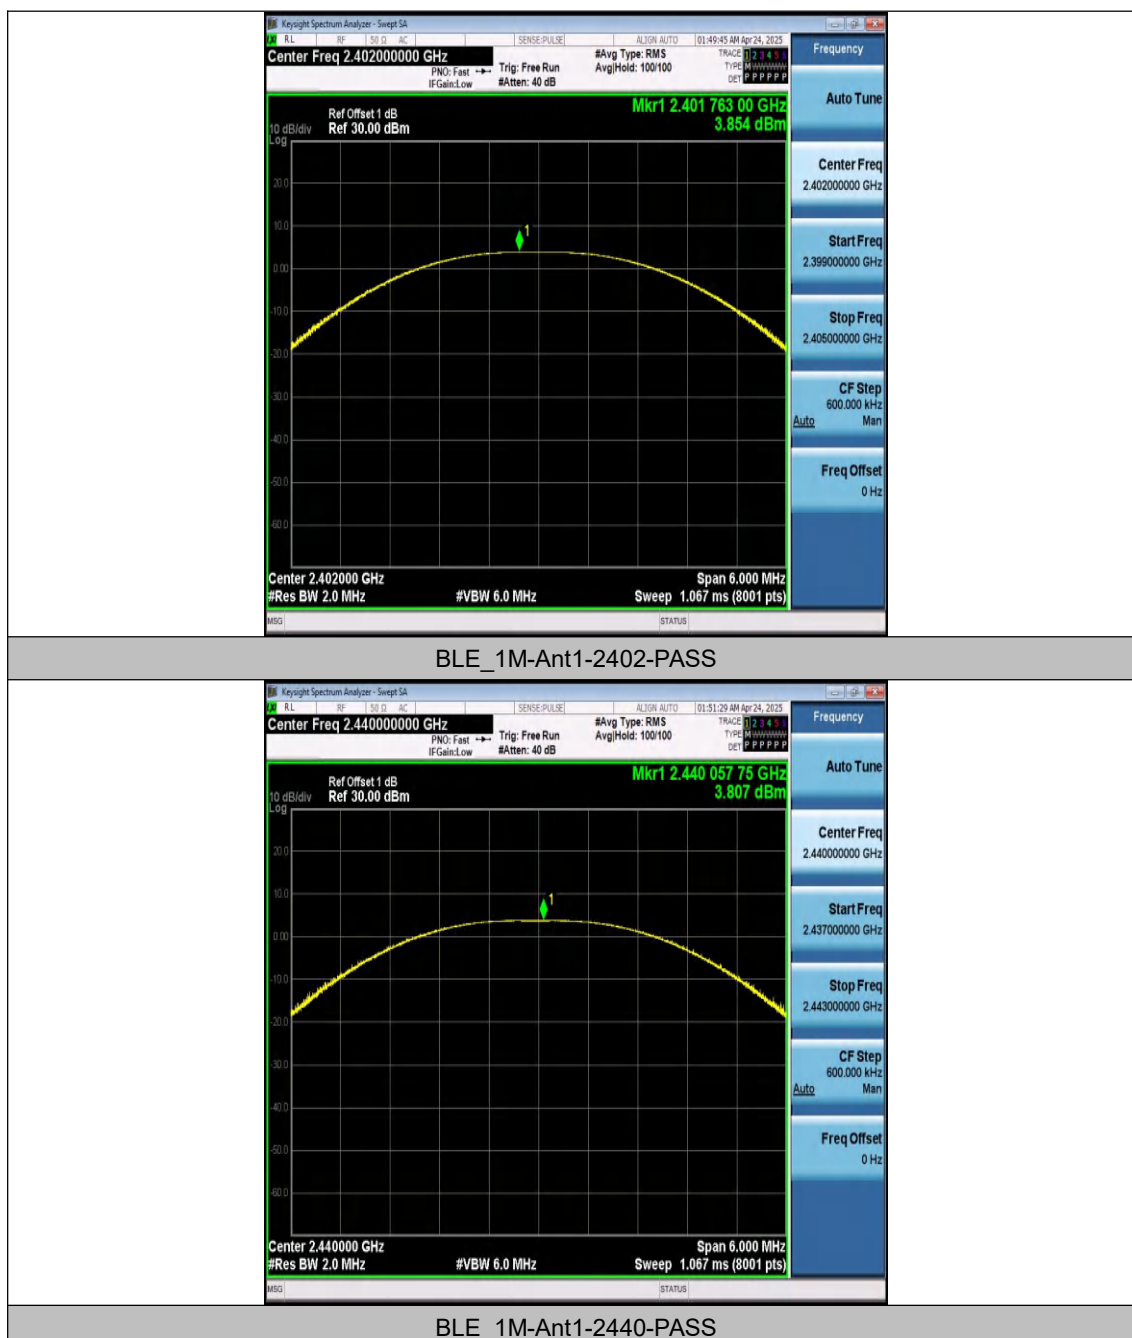 Keysight Spectrum Analyzer - Swept SA
RL RF 50 Ω AC SENSE:PULSE ALIGN AUTO 01:49:45 AM Apr 24, 2025
Center Freq 2.402000000 GHz
PNO: Fast
IFGain:Low
Trig: Free Run
#Atten: 40 dB
#Avg Type: RMS
Avg|Hold: 100/100
TRACE 1 2 3 4 5
TYPE M
DET P P P P P P
Mkr1 2.401 763 00 GHz
3.854 dBm
Ref Offset 1 dB
10 dB/div Ref 30.00 dBm
Log
20.0
10.0
0.00
-10.0
-20.0
-30.0
-40.0
-50.0
-60.0
1
Center 2.402000 GHz Span 6.000 MHz
#Res BW 2.0 MHz #VBW 6.0 MHz Sweep 1.067 ms (8001 pts)
MSG STATUS
Frequency
Auto Tune
Center Freq
2.402000000 GHz
Start Freq
2.399000000 GHz
Stop Freq
2.405000000 GHz
CF Step
600.000 kHz
Auto Man
Freq Offset
0 Hz
BLE_1M-Ant1-2402-PASS
Keysight Spectrum Analyzer - Swept SA
RL RF 50 Ω AC SENSE:PULSE ALIGN AUTO 01:51:29 AM Apr 24, 2025
Center Freq 2.440000000 GHz
PNO: Fast
IFGain:Low
Trig: Free Run
#Atten: 40 dB
#Avg Type: RMS
Avg|Hold: 100/100
TRACE 1 2 3 4 5
TYPE M
DET P P P P P P
Mkr1 2.440 057 75 GHz
3.807 dBm
Ref Offset 1 dB
10 dB/div Ref 30.00 dBm
Log
20.0
10.0
0.00
-10.0
-20.0
-30.0
-40.0
-50.0
-60.0
1
Center 2.440000 GHz Span 6.000 MHz
#Res BW 2.0 MHz #VBW 6.0 MHz Sweep 1.067 ms (8001 pts)
MSG STATUS
Frequency
Auto Tune
Center Freq
2.440000000 GHz
Start Freq
2.437000000 GHz
Stop Freq
2.443000000 GHz
CF Step
600.000 kHz
Auto Man
Freq Offset
0 Hz
BLE_1M-Ant1-2440-PASS